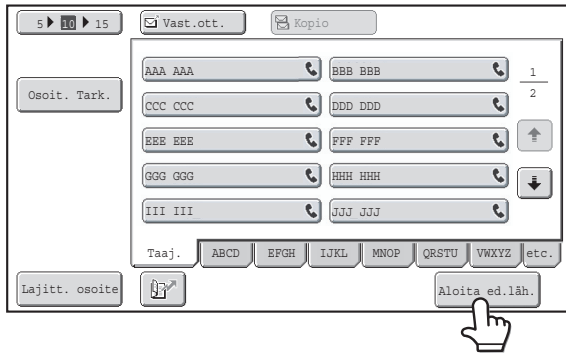 5 10 15 Vast.ott. Kopio
AAA AAA BBB BBB 1
Osoit. Tark. 2
CCC CCC DDD DDD
EEE EEE FFF FFF
GGG GGG HHH HHH
III III JJJ JJJ
Taaj. ABCD EFGH IJKL MNOP QRSTU VWXYZ etc.
Lajitt. osoite Aloita ed.läh.